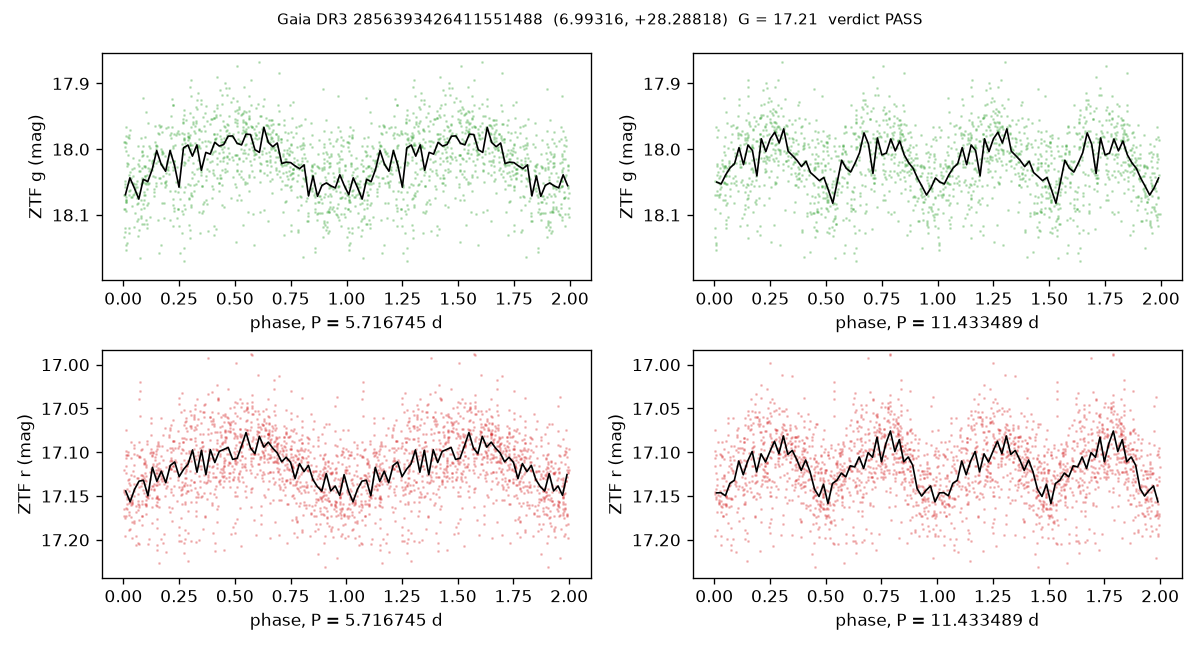 Gaia DR3 2856393426411551488 (6.99316, +28.28818) G = 17.21 verdict PASS
ZTF g (mag)
17.9
18.0
18.1
0.00 0.25 0.50 0.75 1.00 1.25 1.50 1.75 2.00
phase, P = 5.716745 d
ZTF g (mag)
17.9
18.0
18.1
0.00 0.25 0.50 0.75 1.00 1.25 1.50 1.75 2.00
phase, P = 11.433489 d
ZTF r (mag)
17.00
17.05
17.10
17.15
17.20
0.00 0.25 0.50 0.75 1.00 1.25 1.50 1.75 2.00
phase, P = 5.716745 d
ZTF r (mag)
17.00
17.05
17.10
17.15
17.20
0.00 0.25 0.50 0.75 1.00 1.25 1.50 1.75 2.00
phase, P = 11.433489 d